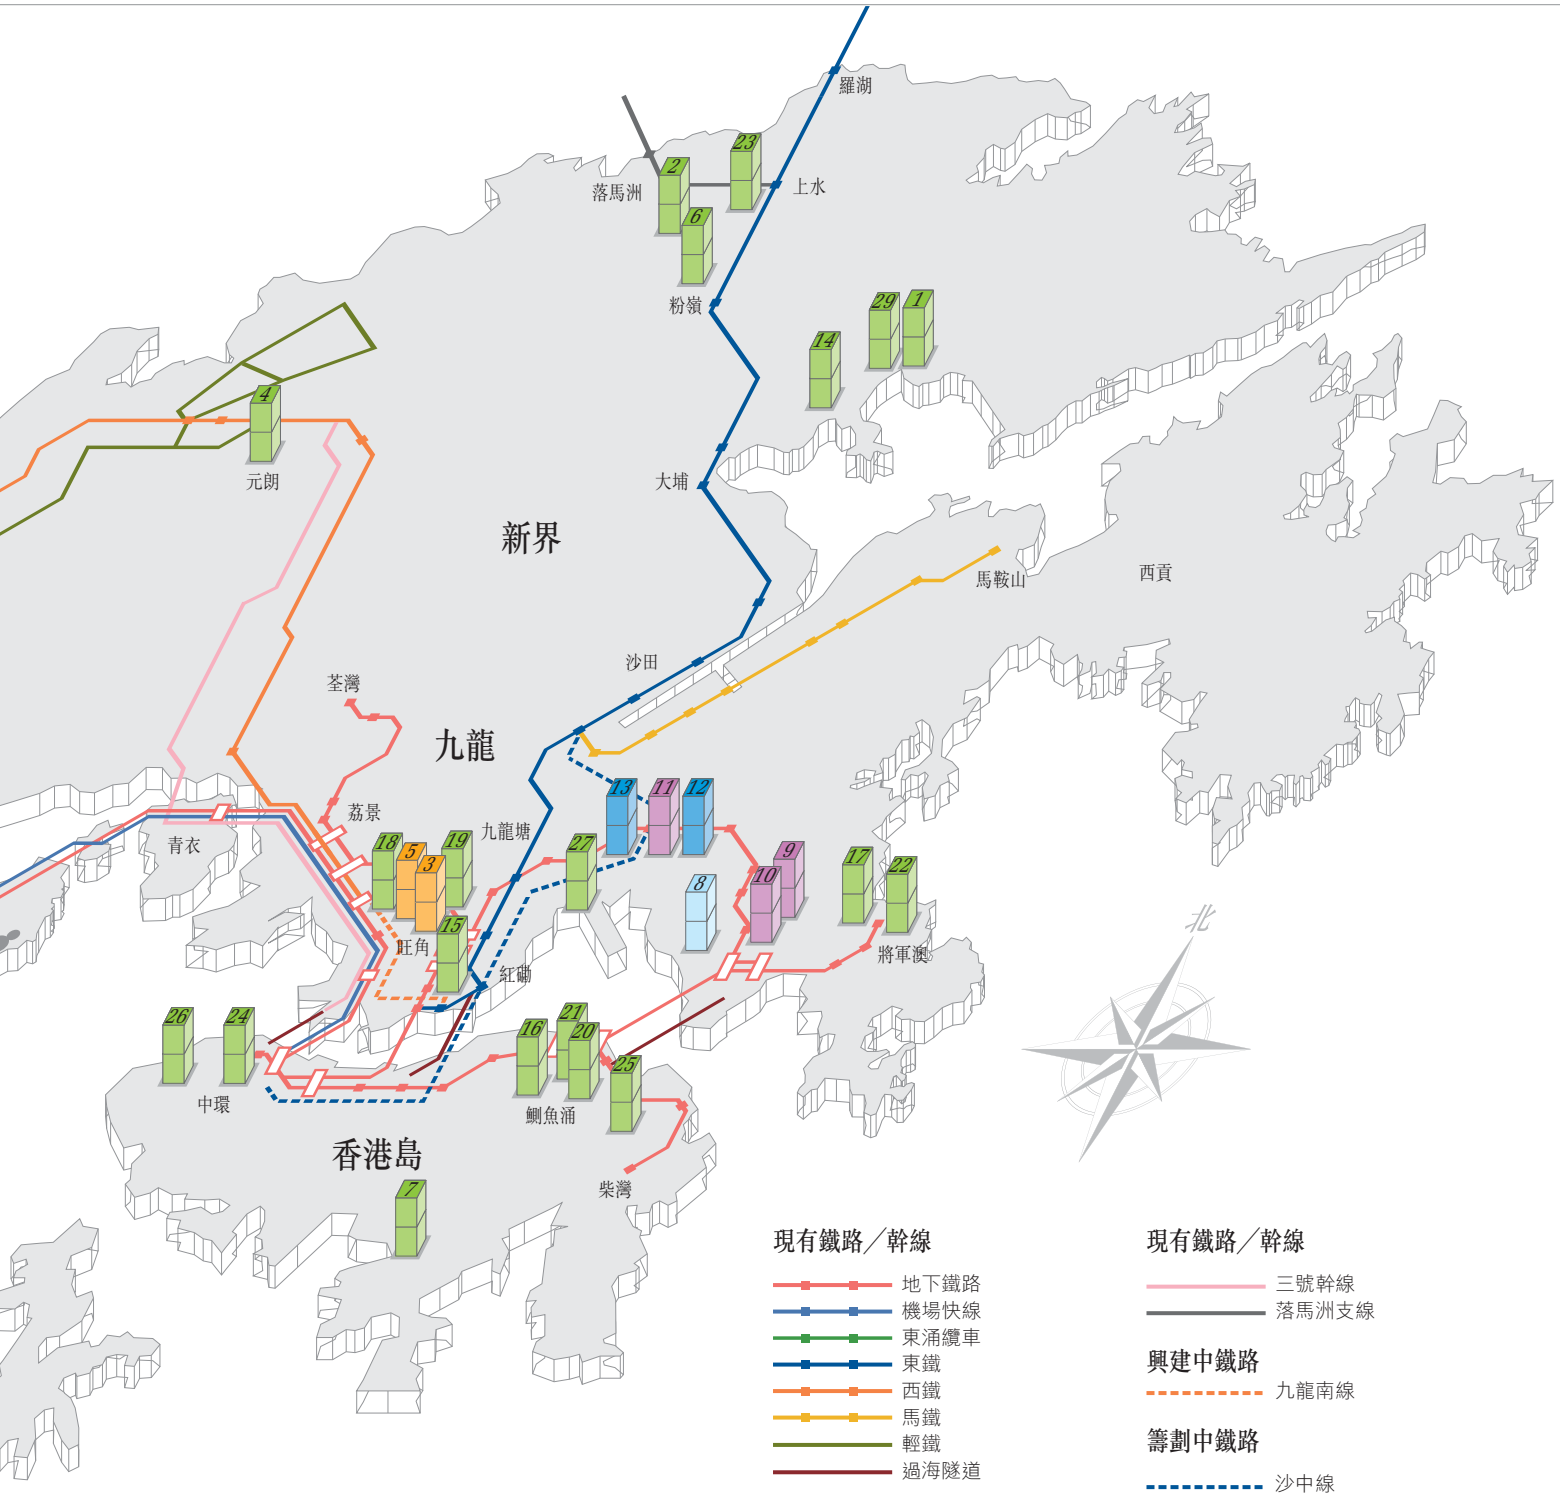 羅湖
23
2
落馬洲
上水
6
粉嶺
29
1
14
4
元朗
大埔
新界
馬鞍山
西貢
沙田
荃灣
九龍
13
11
12
荔景
九龍塘
青衣
18
5
3
19
27
9
10
8
17
22
15
旺角
紅磡
將軍澳
北
26
24
21
16
20
25
中環
鰂魚涌
香港島
柴灣
7
現有鐵路／幹線
地下鐵路
機場快線
東涌纜車
東鐵
西鐵
馬鐵
輕鐵
過海隧道
現有鐵路／幹線
三號幹線
落馬洲支線
興建中鐵路
九龍南線
籌劃中鐵路
沙中線